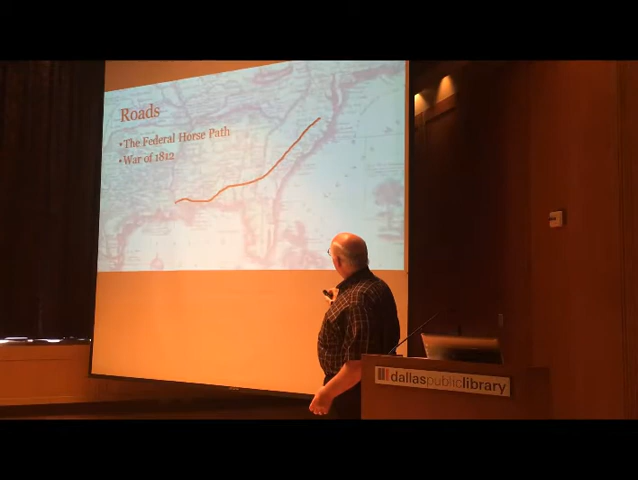 Roads
•The Federal Horse Path
•War of 1812
dallaspubliclibrary